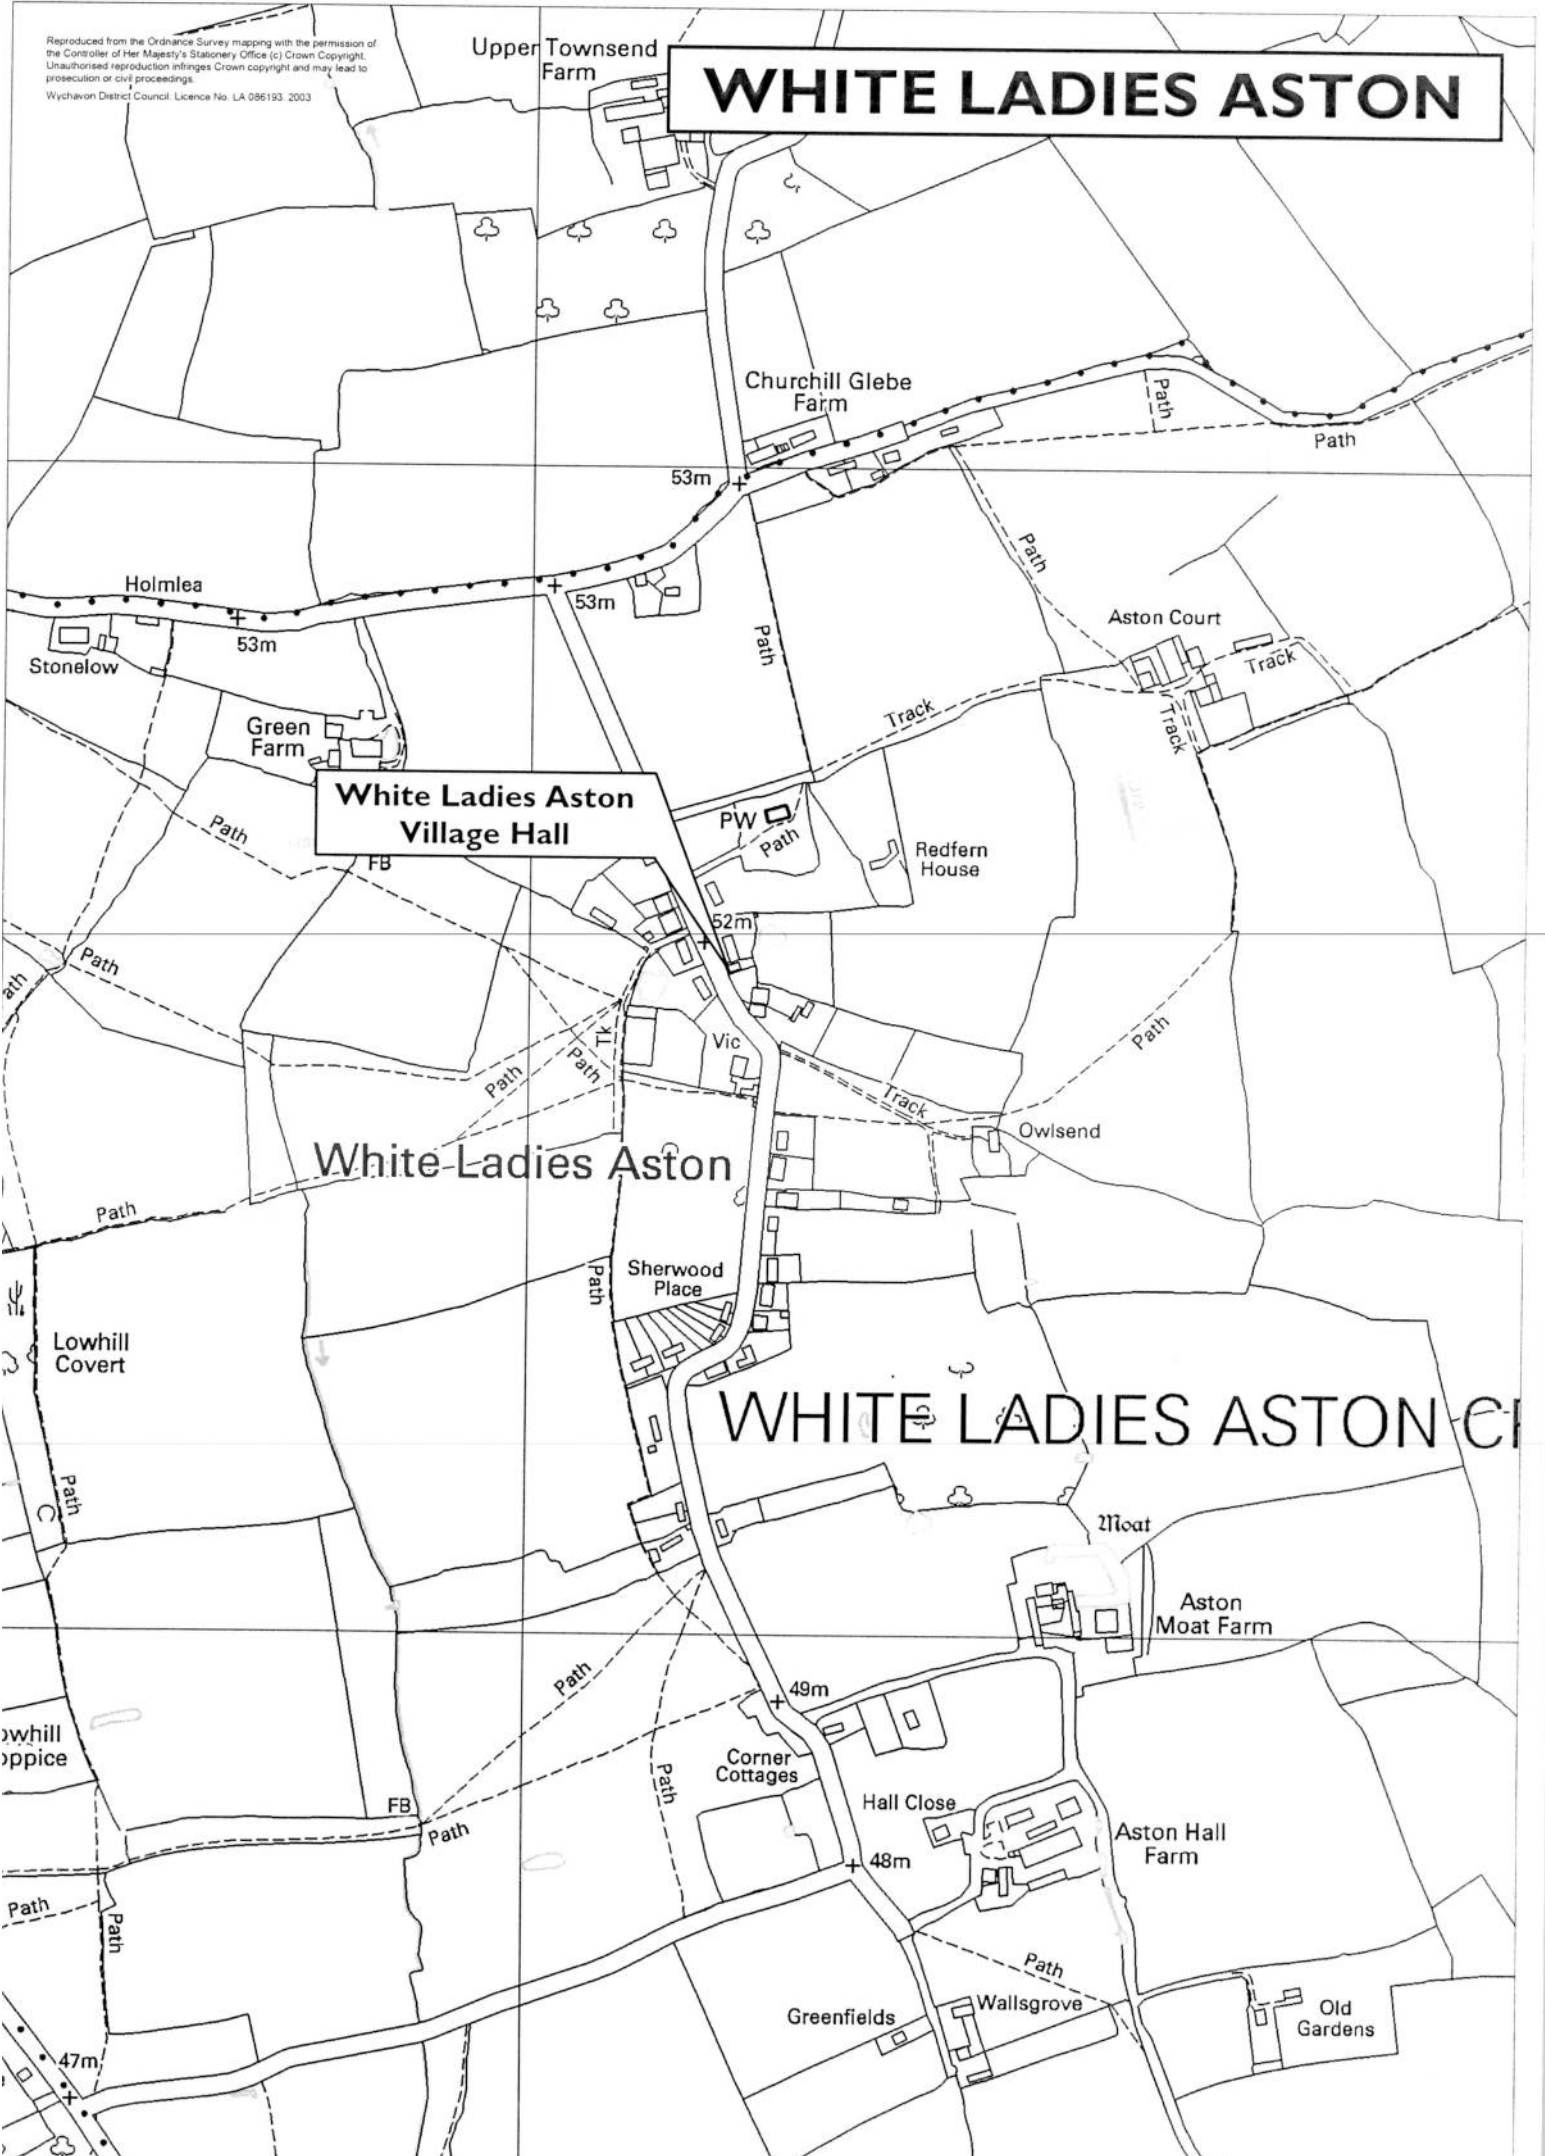 Reproduced from the Ordnance Survey mapping with the permission of
the Controller of Her Majesty's Stationery Office (c) Crown Copyright.
Unauthorised reproduction infringes Crown copyright and may lead to
prosecution or civil proceedings.
Wychavon District Council. Licence No. LA 086193. 2003
Upper Townsend
Farm
WHITE LADIES ASTON
Churchill Glebe
Farm
Path
Path
53m
Path
Holmlea
53m
53m
Stonelow
Path
Aston Court
Track
Track
Track
Green
Farm
White Ladies Aston
Village Hall
PW
Path
Path
FB
Redfern
House
52m
Path
ath
Tk
Path
Path
Vic
Path
Track
Owlsend
White Ladies Aston
Path
Path
Sherwood
Place
Lowhill
Covert
WHITE LADIES ASTON CP
Path
Moat
Aston
Moat Farm
Path
49m
owhill
oppice
Corner
Cottages
Path
Hall Close
FB
Path
Aston Hall
Farm
48m
Path
Path
Path
Greenfields
Wallsgrove
Old
Gardens
47m